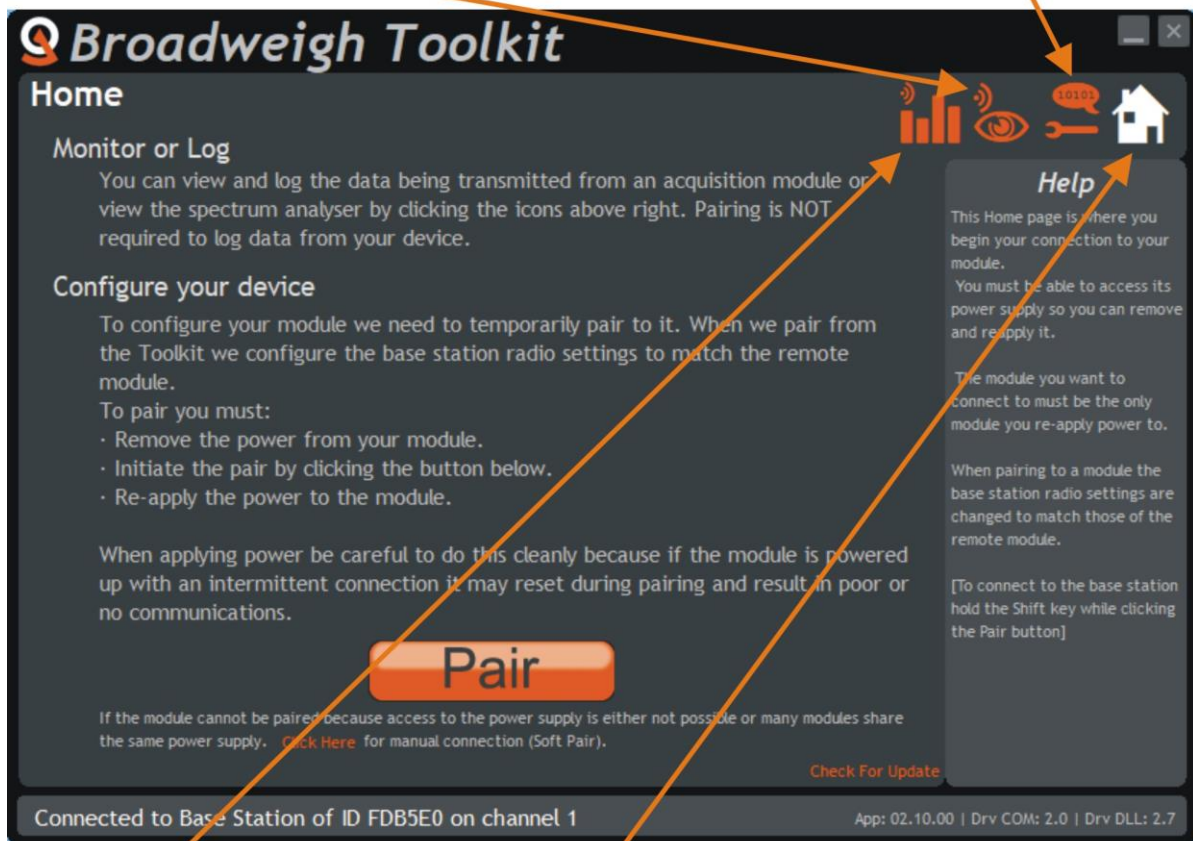 Broadweigh Toolkit
Home
10101
Monitor or Log
You can view and log the data being transmitted from an acquisition module or
view the spectrum analyser by clicking the icons above right. Pairing is NOT
required to log data from your device.
Configure your device
To configure your module we need to temporarily pair to it. When we pair from
the Toolkit we configure the base station radio settings to match the remote
module.
To pair you must:
· Remove the power from your module.
· Initiate the pair by clicking the button below.
· Re-apply the power to the module.
When applying power be careful to do this cleanly because if the module is powered
up with an intermittent connection it may reset during pairing and result in poor or
no communications.
Pair
If the module cannot be paired because access to the power supply is either not possible or many modules share
the same power supply. Click Here for manual connection (Soft Pair).
Check For Update
Help
This Home page is where you
begin your connection to your
module.
You must be able to access its
power supply so you can remove
and reapply it.
The module you want to
connect to must be the only
module you re-apply power to.
When pairing to a module the
base station radio settings are
changed to match those of the
remote module.
[To connect to the base station
hold the Shift key while clicking
the Pair button]
Connected to Base Station of ID FDB5E0 on channel 1
App: 02.10.00 | Drv COM: 2.0 | Drv DLL: 2.7